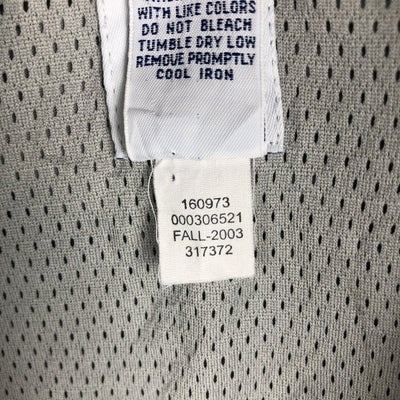 WITH LIKE COLORS
DO NOT BLEACH
TUMBLE DRY LOW
REMOVE PROMPTLY
COOL IRON
160973
000306521
FALL-2003
317372